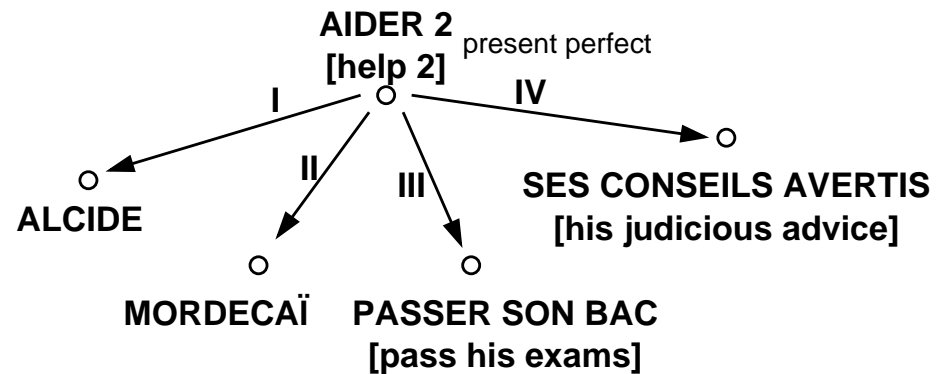 AIDER 2
present perfect
[help 2]
I
IV
II
III
ALCIDE
SES CONSEILS AVERTIS
[his judicious advice]
MORDECAÏ
PASSER SON BAC
[pass his exams]